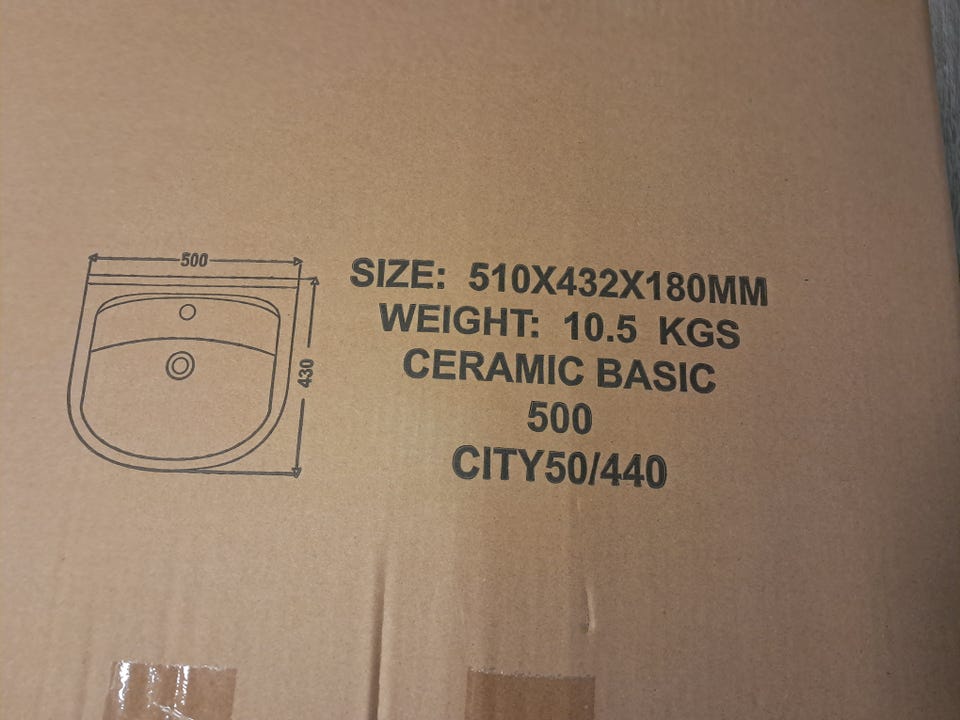 500
430
SIZE: 510X432X180MM
WEIGHT: 10.5 KGS
CERAMIC BASIC
500
CITY50/440